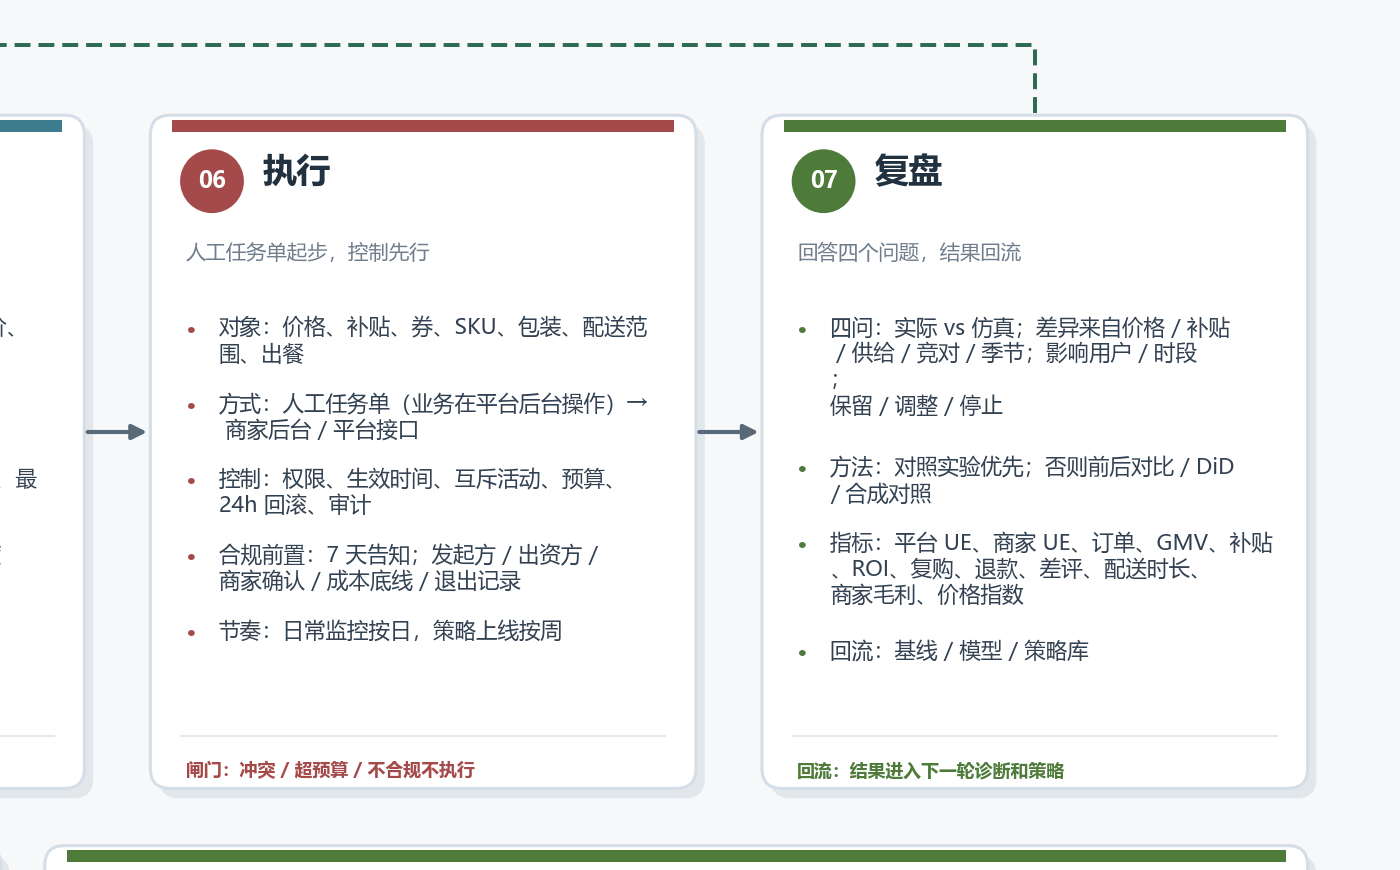 介、
最
06
执行
人工任务单起步，控制先行
• 对象：价格、补贴、券、SKU、包装、配送范
围、出餐
• 方式：人工任务单（业务在平台后台操作）→
商家后台 / 平台接口
• 控制：权限、生效时间、互斥活动、预算、
24h 回滚、审计
• 合规前置：7 天告知；发起方 / 出资方 /
商家确认 / 成本底线 / 退出记录
• 节奏：日常监控按日，策略上线按周
闸门：冲突 / 超预算 / 不合规不执行
07
复盘
回答四个问题，结果回流
• 四问：实际 vs 仿真；差异来自价格 / 补贴
/ 供给 / 竞对 / 季节；影响用户 / 时段
；
保留 / 调整 / 停止
• 方法：对照实验优先；否则前后对比 / DiD
/ 合成对照
• 指标：平台 UE、商家 UE、订单、GMV、补贴
、ROI、复购、退款、差评、配送时长、
商家毛利、价格指数
• 回流：基线 / 模型 / 策略库
回流：结果进入下一轮诊断和策略